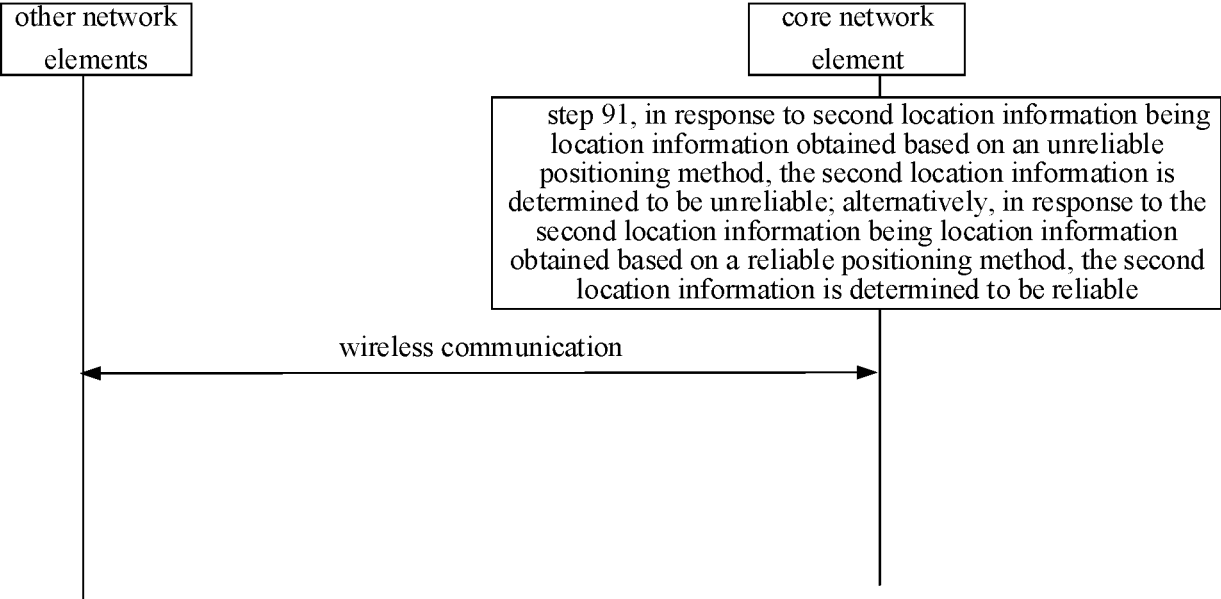 other network
elements
core network
element
step 91, in response to second location information being
location information obtained based on an unreliable
positioning method, the second location information is
determined to be unreliable; alternatively, in response to the
second location information being location information
obtained based on a reliable positioning method, the second
location information is determined to be reliable
wireless communication